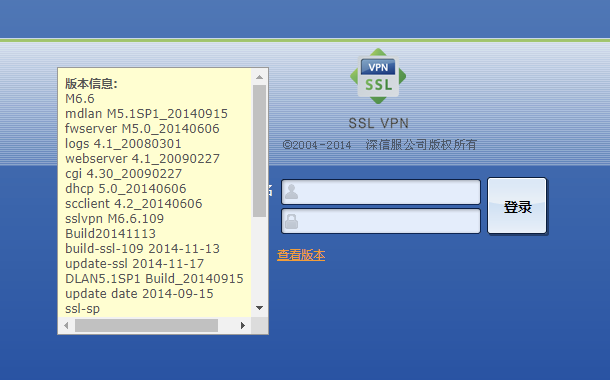 版本信息:
M6.6
mdlan M5.1SP1_20140915
fwserver M5.0_20140606
logs 4.1_20080301
webserver 4.1_20090227
cgi 4.30_20090227
dhcp 5.0_20140606
scclient 4.2_20140606
sslvpn M6.6.109
Build20141113
build-ssl-109 2014-11-13
update-ssl 2014-11-17
DLAN5.1SP1 Build_20140915
update date 2014-09-15
ssl-sp
VPN
SSL
SSL VPN
©2004-2014 深信服公司版权所有
名
登录
查看版本